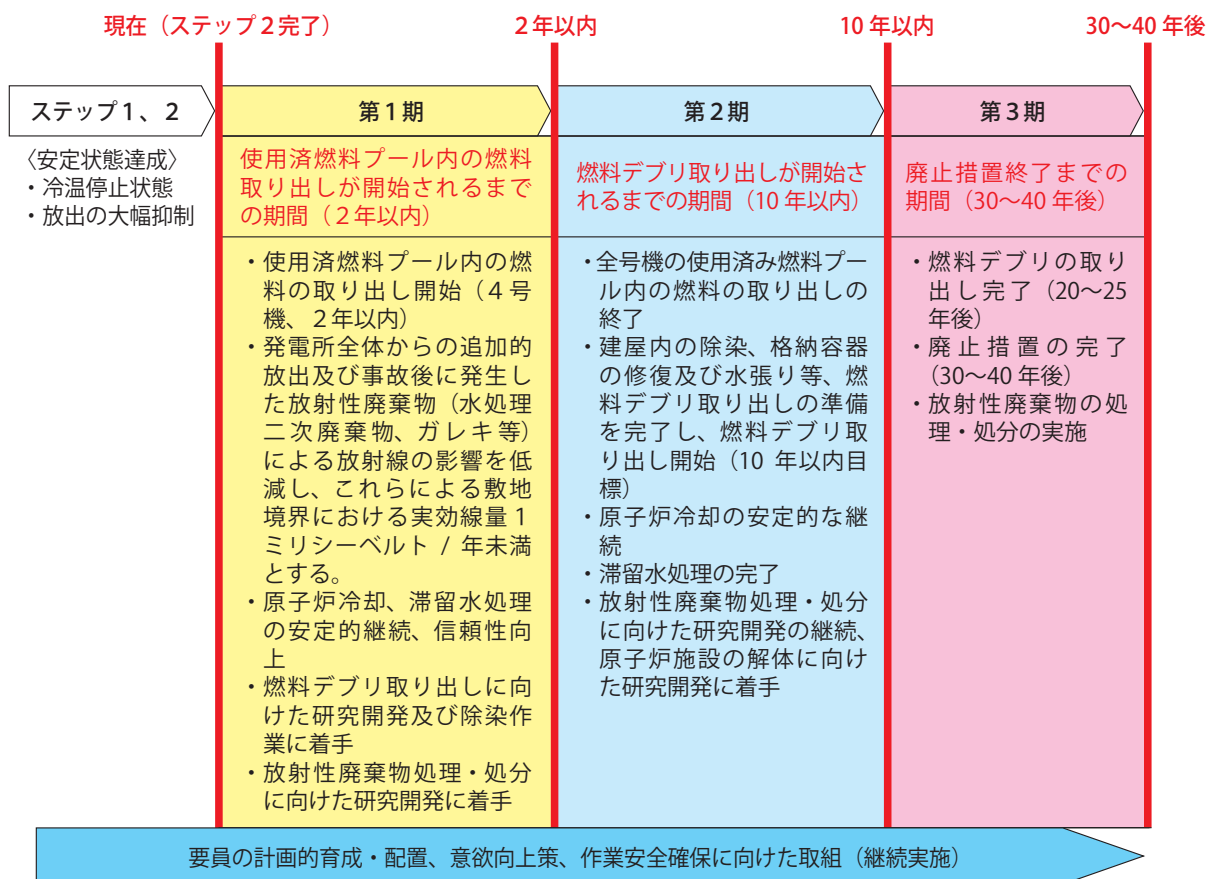 現在（ステップ２完了）
２年以内
10 年以内
30〜40 年後
ステップ１、２
第１期
第２期
第３期
〈安定状態達成〉
・冷温停止状態
・放出の大幅抑制
使用済燃料プール内の燃料
取り出しが開始されるまで
の期間（２年以内）
・使用済燃料プール内の燃
料の取り出し開始（４号
機、２年以内）
・発電所全体からの追加的
放出及び事故後に発生し
た放射性廃棄物（水処理
二次廃棄物、ガレキ等）
による放射線の影響を低
減し、これらによる敷地
境界における実効線量１
ミリシーベルト / 年未満
とする。
・原子炉冷却、滞留水処理
の安定的継続、信頼性向
上
・燃料デブリ取り出しに向
けた研究開発及び除染作
業に着手
・放射性廃棄物処理・処分
に向けた研究開発に着手
燃料デブリ取り出しが開始さ
れるまでの期間（10 年以内）
・全号機の使用済み燃料プー
ル内の燃料の取り出しの
終了
・建屋内の除染、格納容器
の修復及び水張り等、燃
料デブリ取り出しの準備
を完了し、燃料デブリ取
り出し開始（10 年以内目
標）
・原子炉冷却の安定的な継
続
・滞留水処理の完了
・放射性廃棄物処理・処分
に向けた研究開発の継続、
原子炉施設の解体に向け
た研究開発に着手
廃止措置終了までの
期間（30〜40 年後）
・燃料デブリの取り
出し完了（20〜25
年後）
・廃止措置の完了
（30〜40 年後）
・放射性廃棄物の処
理・処分の実施
要員の計画的育成・配置、意欲向上策、作業安全確保に向けた取組（継続実施）